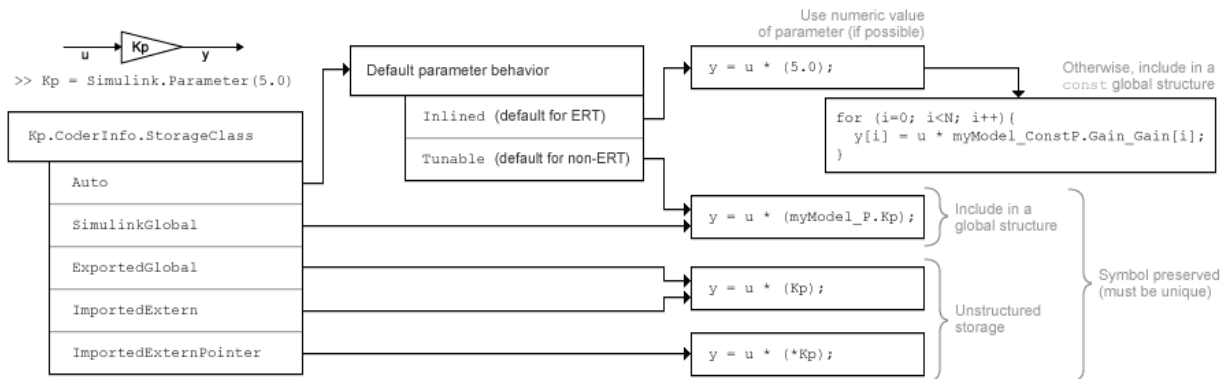 Kp
u
y
>> Kp = Simulink.Parameter(5.0)
Kp.CoderInfo.StorageClass
Auto
SimulinkGlobal
ExportedGlobal
ImportedExtern
ImportedExternPointer
Default parameter behavior
Inlined (default for ERT)
Tunable (default for non-ERT)
Use numeric value
of parameter (if possible)
y = u * (5.0);
Otherwise, include in a
const global structure
for (i=0; i<N; i++){
y[i] = u * myModel_ConstP.Gain_Gain[i];
}
y = u * (myModel_P.Kp);
Include in a
global structure
y = u * (Kp);
Unstructured
storage
y = u * (*Kp);
Symbol preserved
(must be unique)